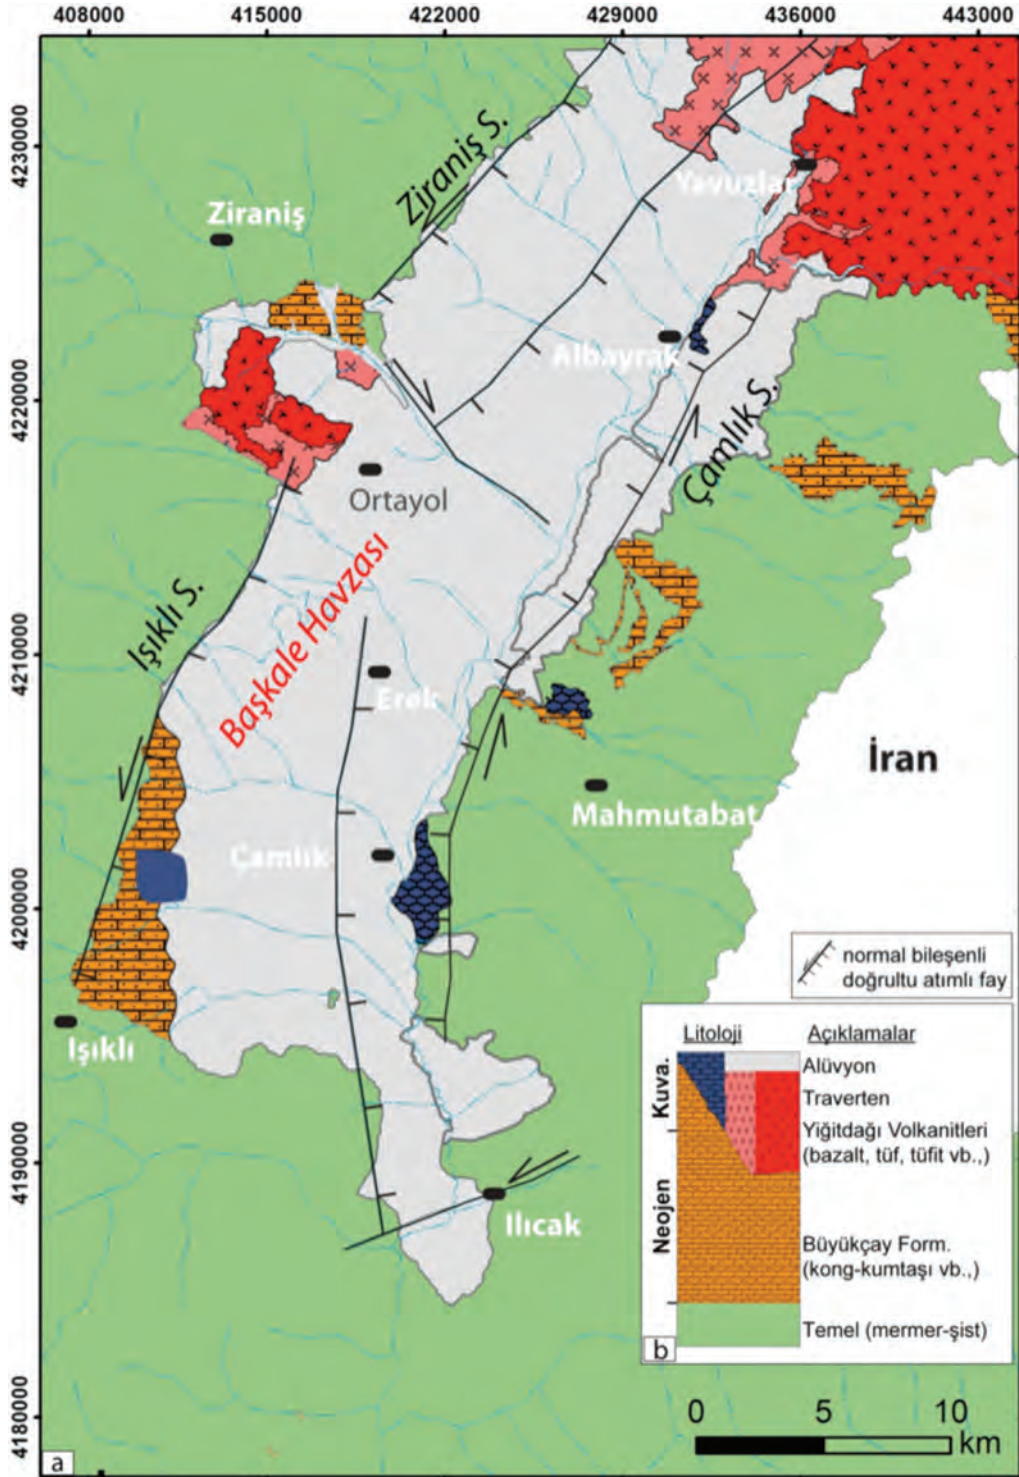 408000 415000 422000 429000 436000 443000
4230000
4220000
4210000
4200000
4190000
4180000
Ziraniş S.
Yavuzlar
Ziraniş
Albayrak
Çamlık S.
Ortayol
Başkale Havzası
Işıklı S.
Erek
İran
Mahmutabat
Çamlık
Işıklı
Ilıcak
normal bileşenli
doğrultu atımlı fay
Litoloji Açıklamalar
Kuva.
Neojen
Alüvyon
Traverten
Yiğitdağı Volkanitleri
(bazalt, tüf, tüfit vb.,)
Büyükçay Form.
(kong-kumtaşı vb.,)
Temel (mermer-şist)
b
0 5 10
km
a